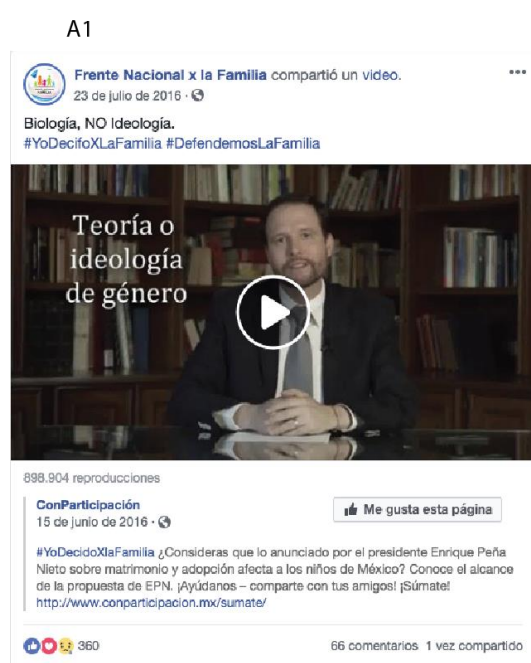 A1
Frente Nacional x la Familia compartió un video.
23 de julio de 2016 ·
Biología, NO Ideología.
#YoDecifoXLaFamilia #DefendemosLaFamilia
Teoría o
ideología
de género
898.904 reproducciones
ConParticipación
15 de junio de 2016 ·
Me gusta esta página
#YoDecidoXlaFamilia ¿Consideras que lo anunciado por el presidente Enrique Peña
Nieto sobre matrimonio y adopción afecta a los niños de México? Conoce el alcance
de la propuesta de EPN. ¡Ayúdanos – comparte con tus amigos! ¡Súmate!
http://www.conparticipacion.mx/sumate/
360
66 comentarios 1 vez compartido